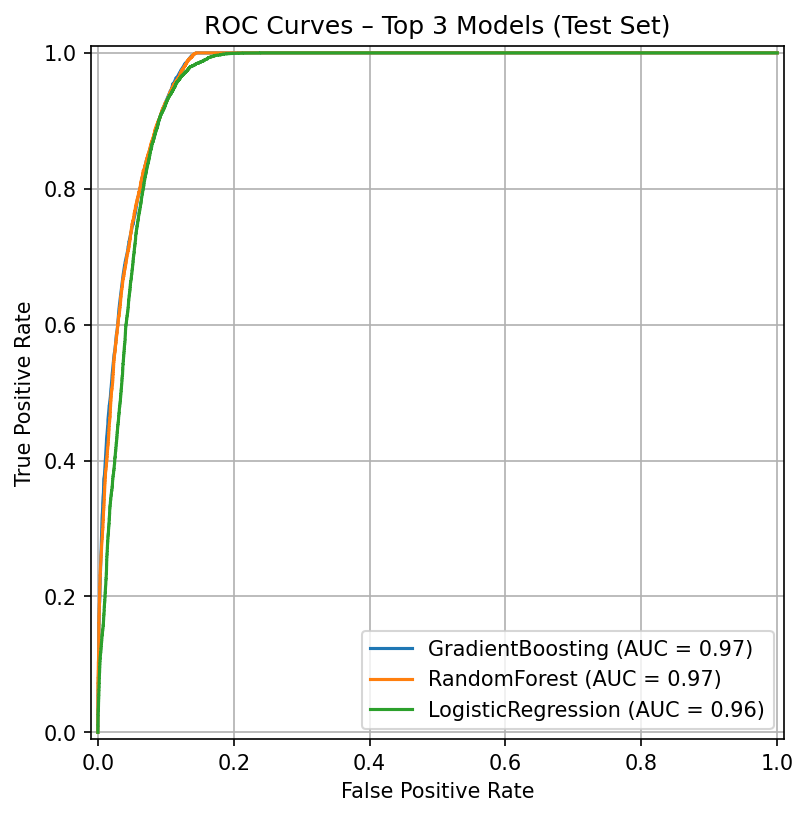 ROC Curves – Top 3 Models (Test Set)
True Positive Rate
1.0
0.8
0.6
0.4
0.2
0.0
GradientBoosting (AUC = 0.97)
RandomForest (AUC = 0.97)
LogisticRegression (AUC = 0.96)
0.0 0.2 0.4 0.6 0.8 1.0
False Positive Rate